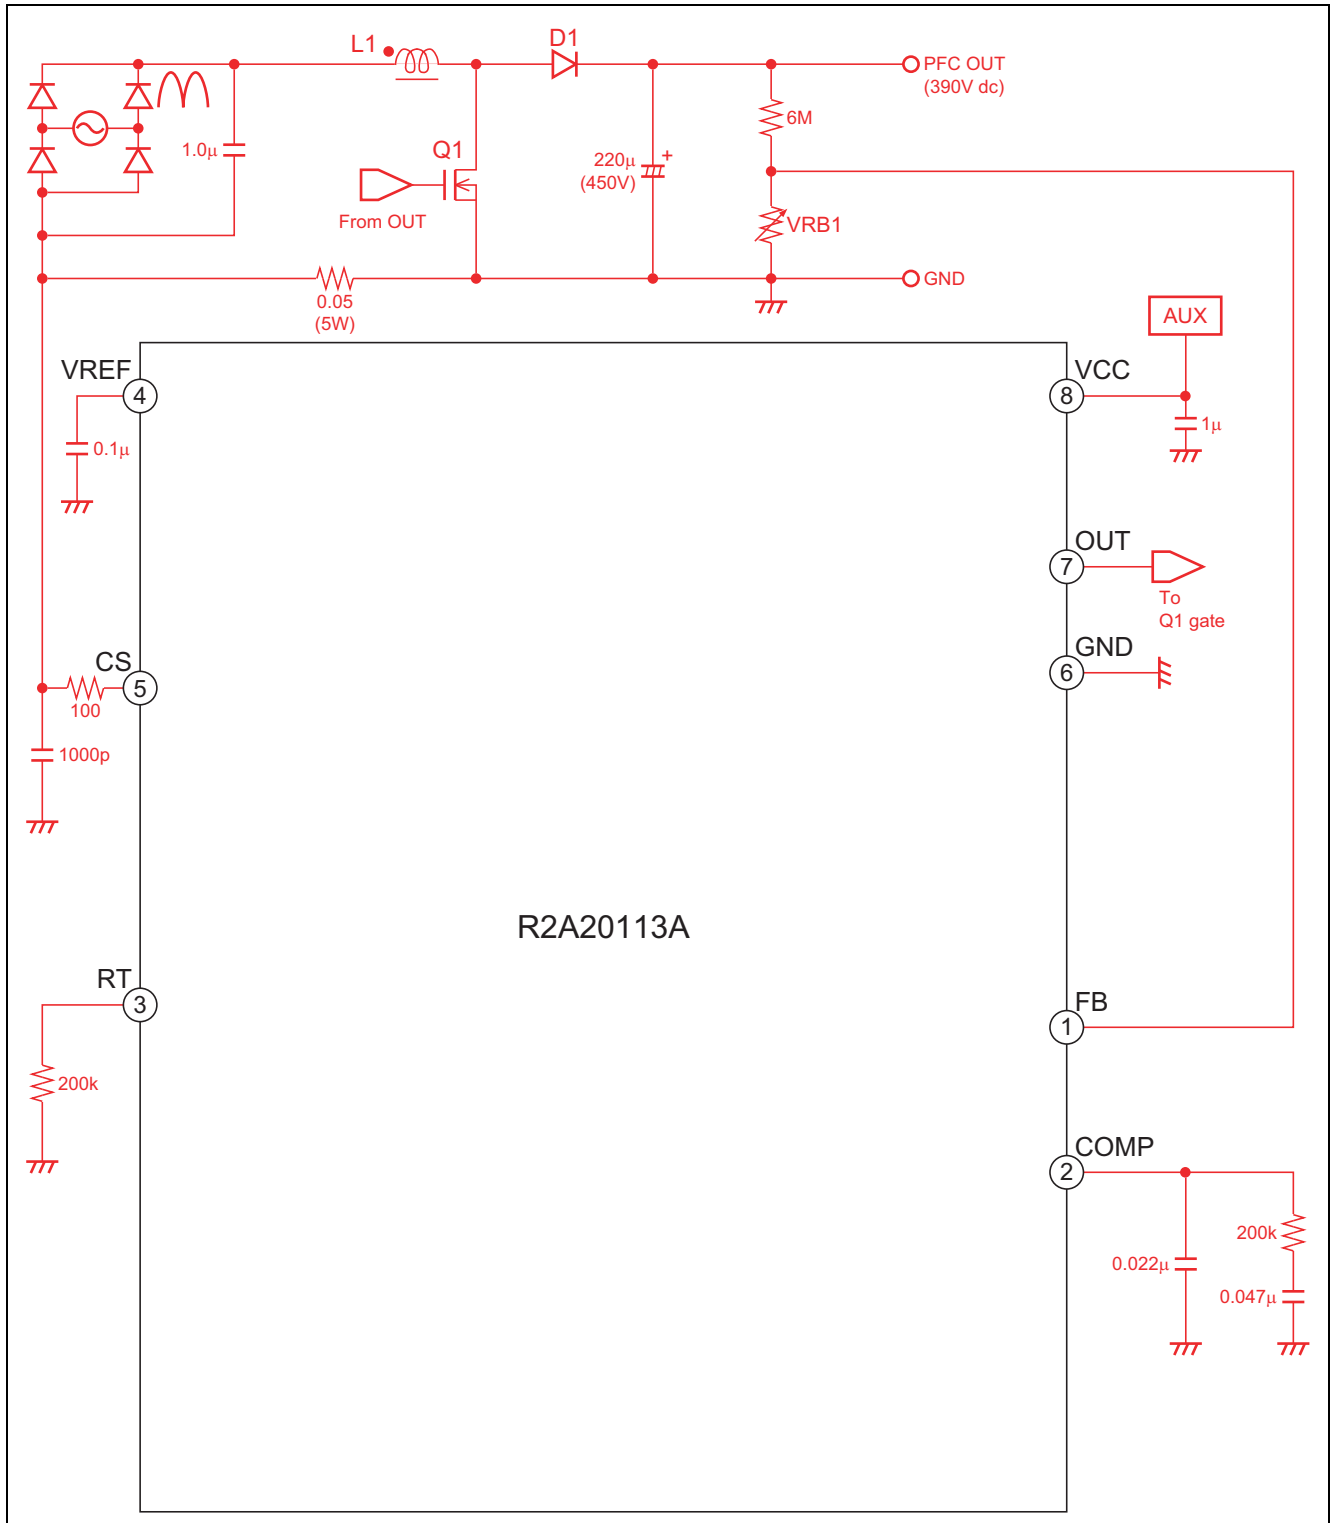 L1
D1
PFC OUT
(390V dc)
6M
1.0μ
Q1
220μ
(450V)
+
From OUT
VRB1
0.05
(5W)
GND
AUX
VREF
4
VCC
8
0.1μ
1μ
OUT
7
To
Q1 gate
GND
6
CS
5
100
1000p
R2A20113A
RT
3
FB
1
200k
COMP
2
200k
0.022μ
0.047μ